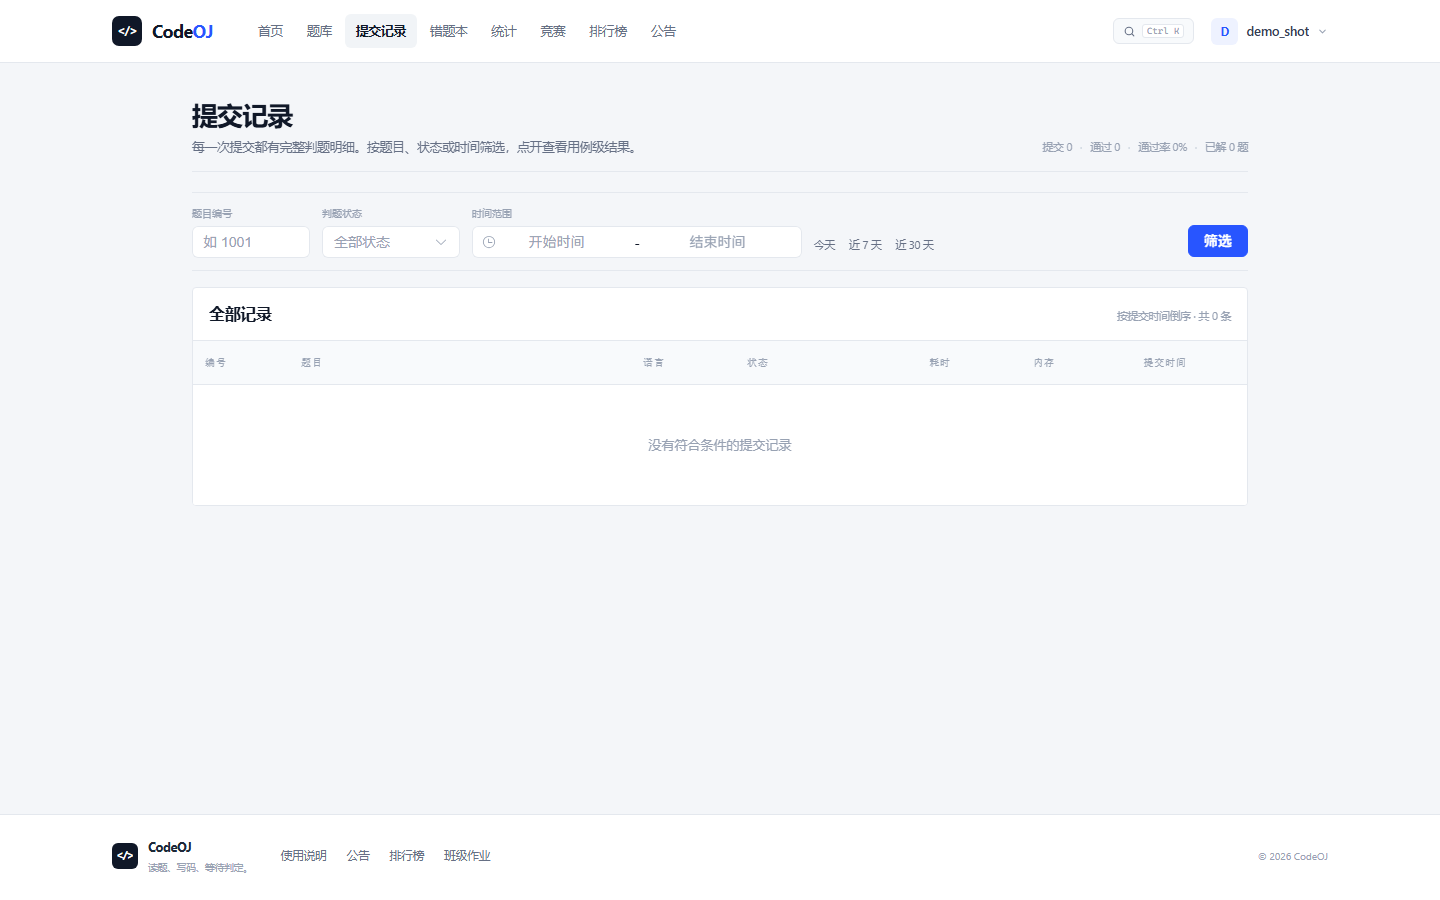 </> CodeOJ 首页 题库 提交记录 错题本 统计 竞赛 排行榜 公告 Ctrl K D demo_shot
提交记录
每一次提交都有完整判题明细。按题目、状态或时间筛选，点开查看用例级结果。 提交 0 · 通过 0 · 通过率 0% · 已解 0 题
题目编号 判题状态 时间范围
如 1001 全部状态 开始时间 - 结束时间 今天 近 7 天 近 30 天 筛选
全部记录 按提交时间倒序 · 共 0 条
编号 题目 语言 状态 耗时 内存 提交时间
没有符合条件的提交记录
</> CodeOJ 使用说明 公告 排行榜 班级作业 © 2026 CodeOJ
读题、写码、等待判定。